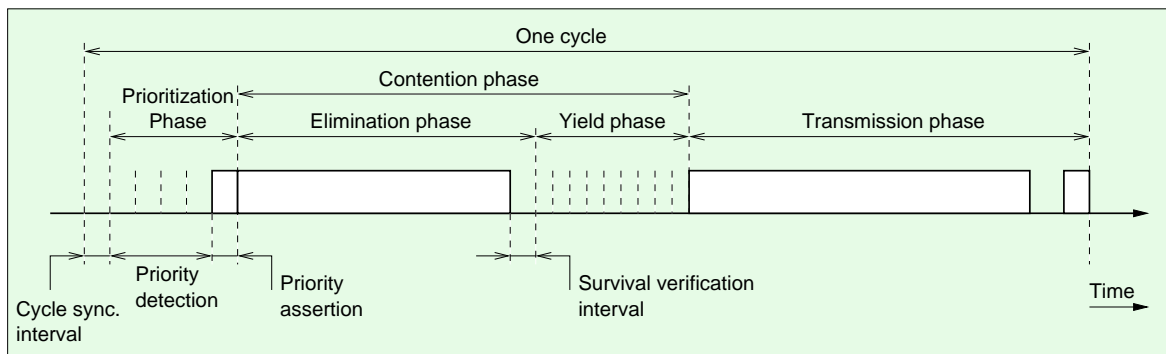 One cycle
Contention phase
Prioritization
Phase
Elimination phase
Yield phase
Transmission phase
Priority
detection
Priority
assertion
Survival verification
interval
Cycle sync.
interval
Time